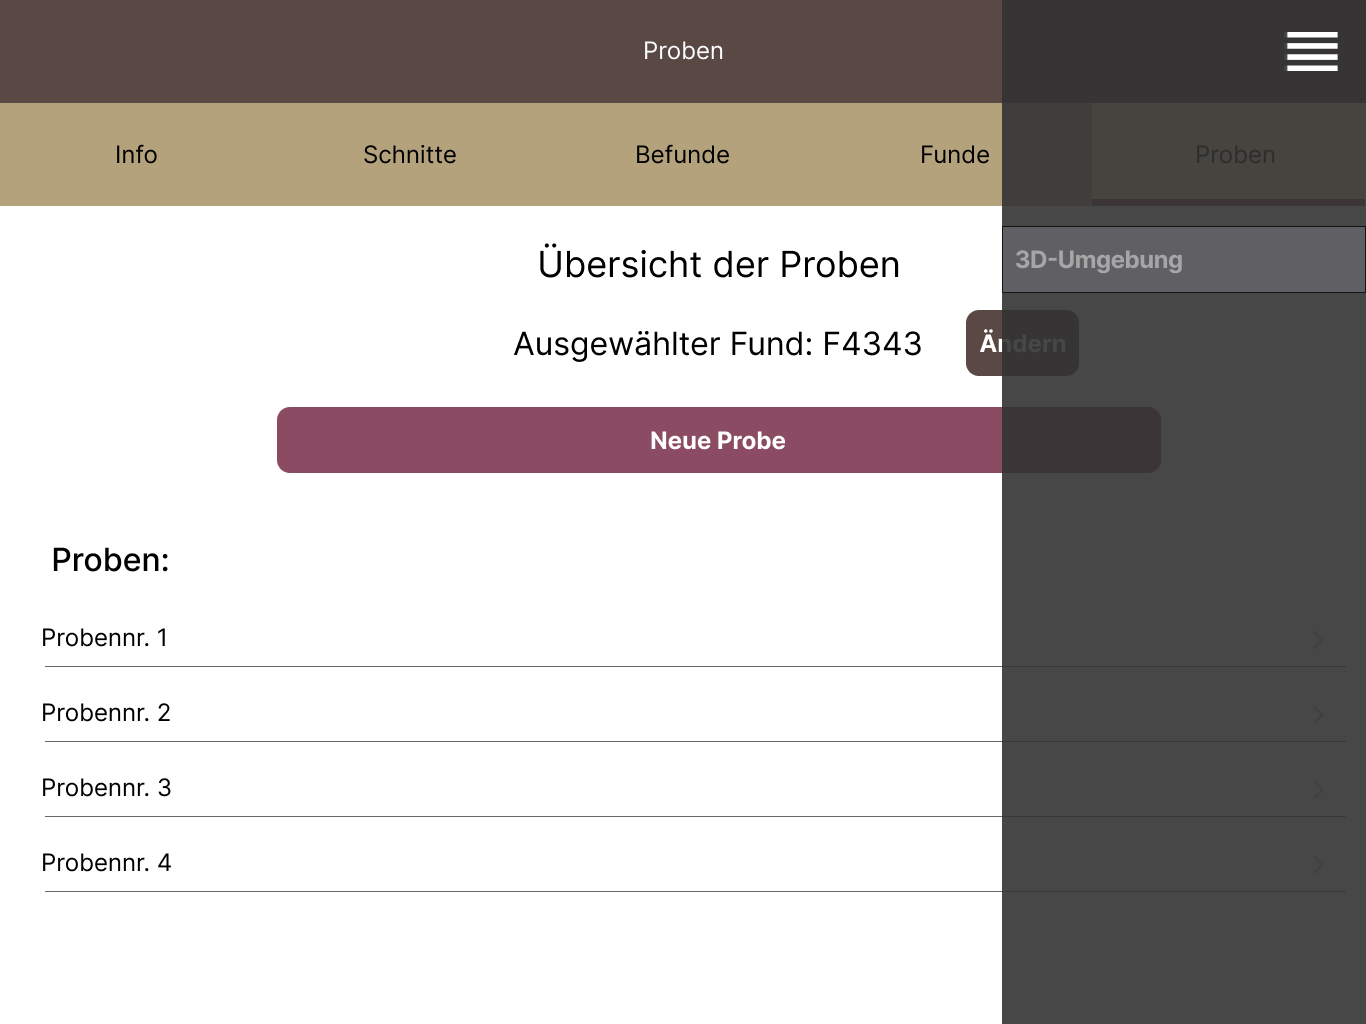 Proben
Info
Schnitte
Befunde
Funde
Proben
Übersicht der Proben
3D-Umgebung
Ausgewählter Fund: F4343
Ändern
Neue Probe
Proben:
Probennr. 1
Probennr. 2
Probennr. 3
Probennr. 4